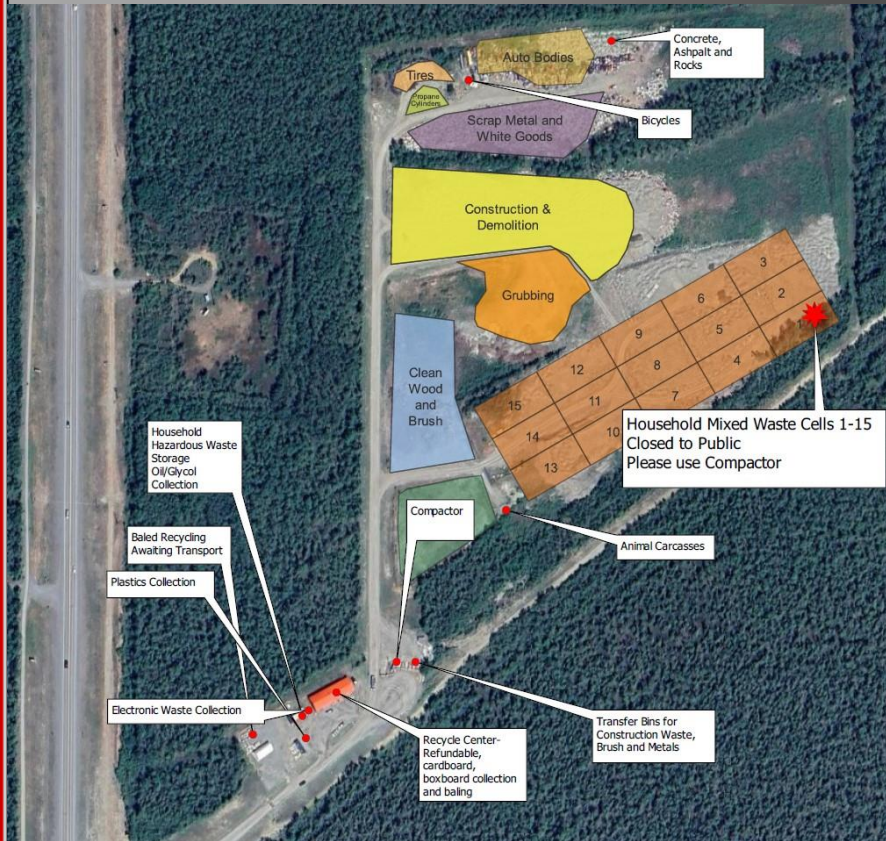 Concrete,
Ashpalt and
Rocks
Auto Bodies
Tires
Propane
Cylinders
Bicycles
Scrap Metal and
White Goods
Construction &
Demolition
Grubbing
3
2
1
6
5
4
9
8
7
12
11
10
15
14
13
Clean
Wood
and
Brush
Household Mixed Waste Cells 1-15
Closed to Public
Please use Compactor
Household
Hazardous Waste
Storage
Oil/Glycol
Collection
Compactor
Animal Carcasses
Baled Recycling
Awaiting Transport
Plastics Collection
Electronic Waste Collection
Recycle Center-
Refundable,
cardboard,
boxboard collection
and baling
Transfer Bins for
Construction Waste,
Brush and Metals